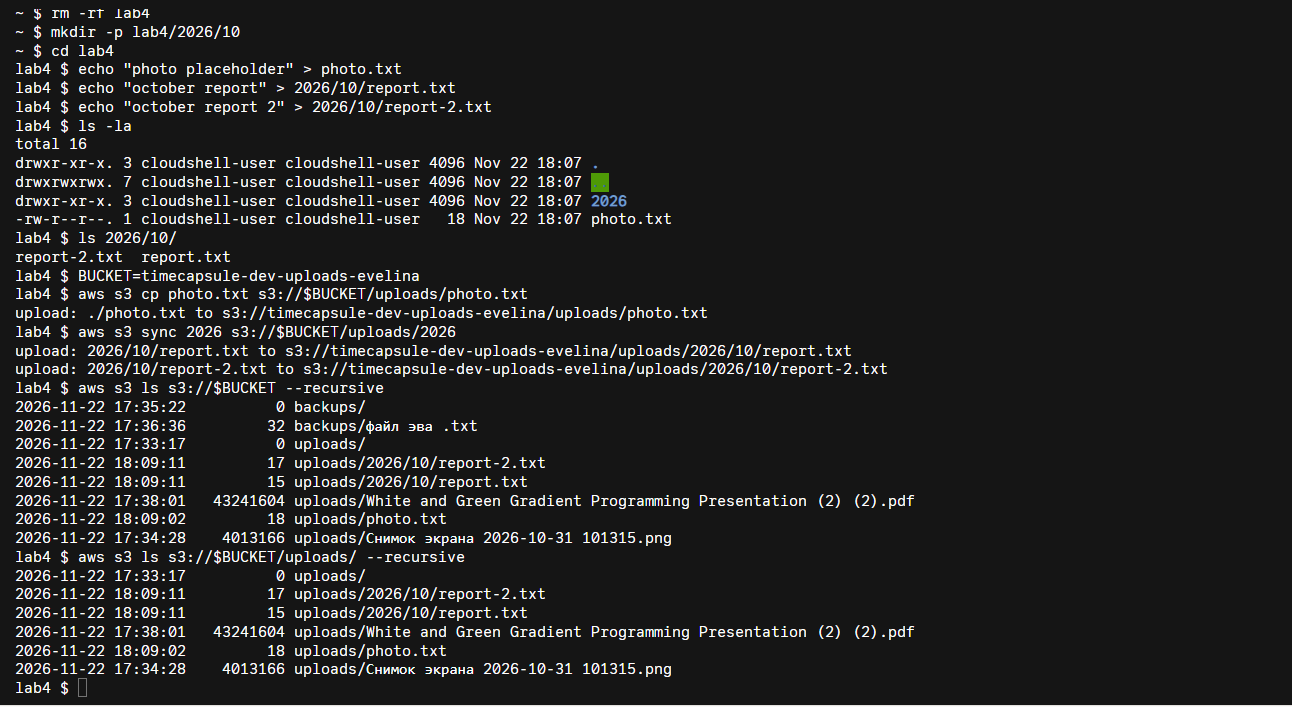 ~ $ rm -rf lab4
~ $ mkdir -p lab4/2026/10
~ $ cd lab4
lab4 $ echo "photo placeholder" > photo.txt
lab4 $ echo "october report" > 2026/10/report.txt
lab4 $ echo "october report 2" > 2026/10/report-2.txt
lab4 $ ls -la
total 16
drwxr-xr-x. 3 cloudshell-user cloudshell-user 4096 Nov 22 18:07 .
drwxrwxrwx. 7 cloudshell-user cloudshell-user 4096 Nov 22 18:07 ..
drwxr-xr-x. 3 cloudshell-user cloudshell-user 4096 Nov 22 18:07 2026
-rw-r--r--. 1 cloudshell-user cloudshell-user   18 Nov 22 18:07 photo.txt
lab4 $ ls 2026/10/
report-2.txt  report.txt
lab4 $ BUCKET=timecapsule-dev-uploads-evelina
lab4 $ aws s3 cp photo.txt s3://$BUCKET/uploads/photo.txt
upload: ./photo.txt to s3://timecapsule-dev-uploads-evelina/uploads/photo.txt
lab4 $ aws s3 sync 2026 s3://$BUCKET/uploads/2026
upload: 2026/10/report.txt to s3://timecapsule-dev-uploads-evelina/uploads/2026/10/report.txt
upload: 2026/10/report-2.txt to s3://timecapsule-dev-uploads-evelina/uploads/2026/10/report-2.txt
lab4 $ aws s3 ls s3://$BUCKET --recursive
2026-11-22 17:35:22          0 backups/
2026-11-22 17:36:36         32 backups/файл эва .txt
2026-11-22 17:33:17          0 uploads/
2026-11-22 18:09:11         17 uploads/2026/10/report-2.txt
2026-11-22 18:09:11         15 uploads/2026/10/report.txt
2026-11-22 17:38:01   43241604 uploads/White and Green Gradient Programming Presentation (2) (2).pdf
2026-11-22 18:09:02         18 uploads/photo.txt
2026-11-22 17:34:28    4013166 uploads/Снимок экрана 2026-10-31 101315.png
lab4 $ aws s3 ls s3://$BUCKET/uploads/ --recursive
2026-11-22 17:33:17          0 uploads/
2026-11-22 18:09:11         17 uploads/2026/10/report-2.txt
2026-11-22 18:09:11         15 uploads/2026/10/report.txt
2026-11-22 17:38:01   43241604 uploads/White and Green Gradient Programming Presentation (2) (2).pdf
2026-11-22 18:09:02         18 uploads/photo.txt
2026-11-22 17:34:28    4013166 uploads/Снимок экрана 2026-10-31 101315.png
lab4 $